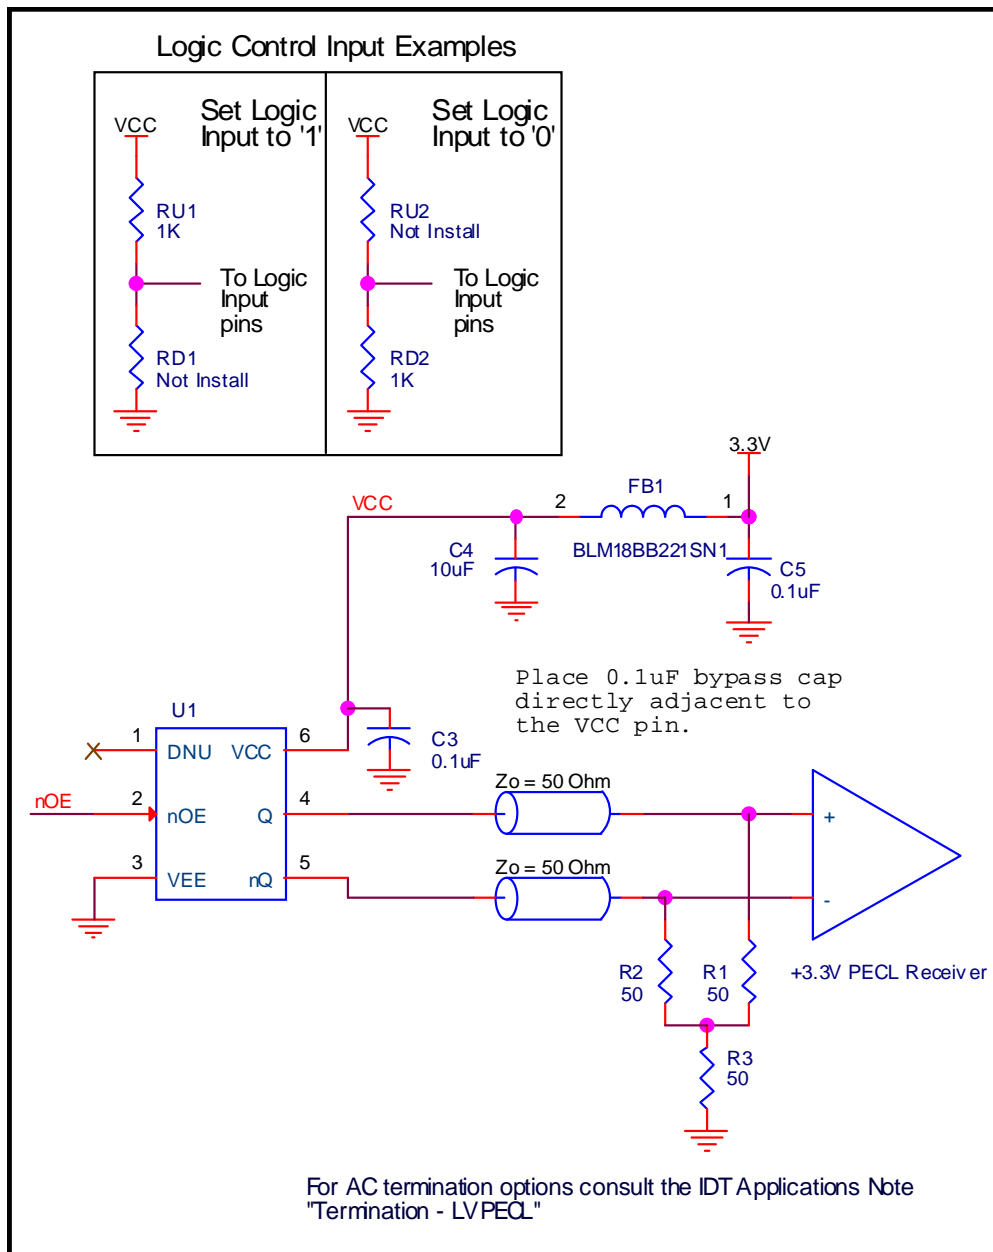 Logic Control Input Examples
Set Logic
Input to '1'
VCC
RU1
1K
To Logic
Input
pins
RD1
Not Install
Set Logic
Input to '0'
VCC
RU2
Not Install
To Logic
Input
pins
RD2
1K
3.3V
VCC
2
FB1
1
BLM18BB221SN1
C4
10uF
C5
0.1uF
Place 0.1uF bypass cap
directly adjacent to
the VCC pin.
U1
1
DNU
VCC
6
C3
0.1uF
nOE
2
nOE
Q
4
Zo = 50 Ohm
+
3
VEE
nQ
5
Zo = 50 Ohm
-
R2
50
R1
50
+3.3V PECL Receiver
R3
50
For AC termination options consult the IDT Applications Note
"Termination - LVPECL"